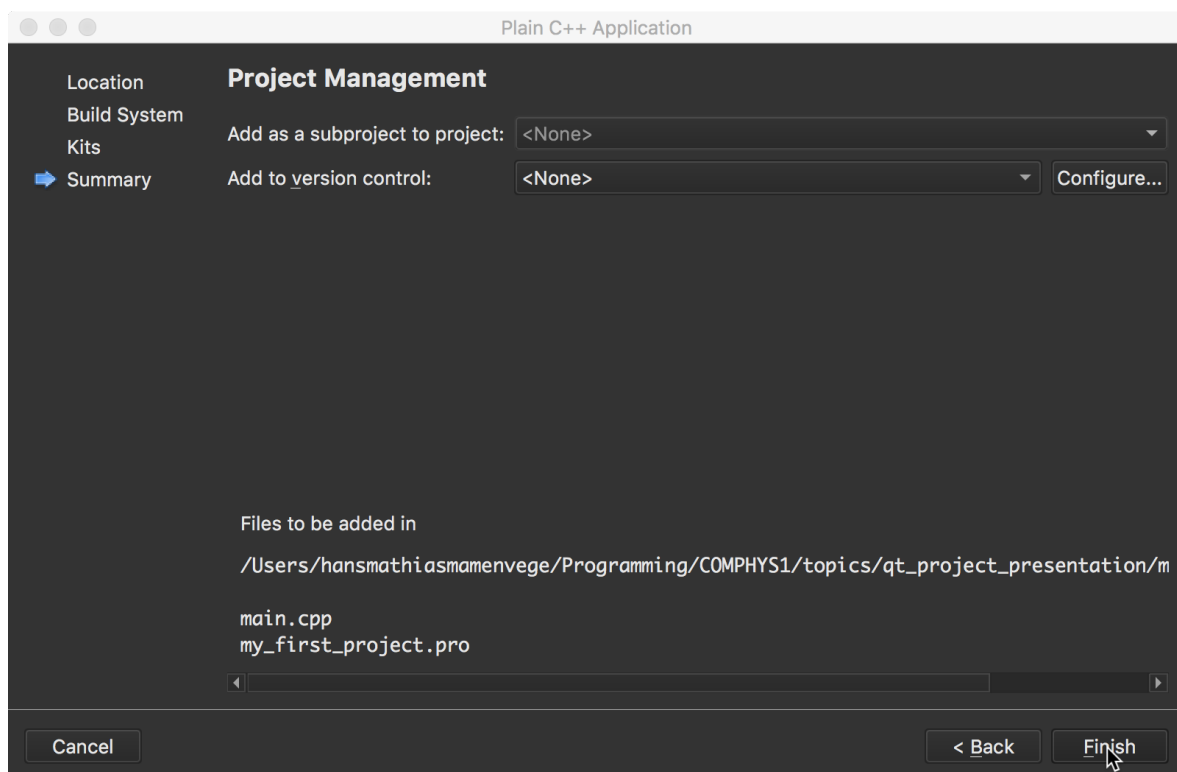 Plain C++ Application
Location
Build System
Kits
Summary
Project Management
Add as a subproject to project: <None>
Add to version control: <None> Configure...
Files to be added in
/Users/hansmathiasmamenvege/Programming/COMPHYS1/topics/qt_project_presentation/m
main.cpp
my_first_project.pro
Cancel < Back Finish